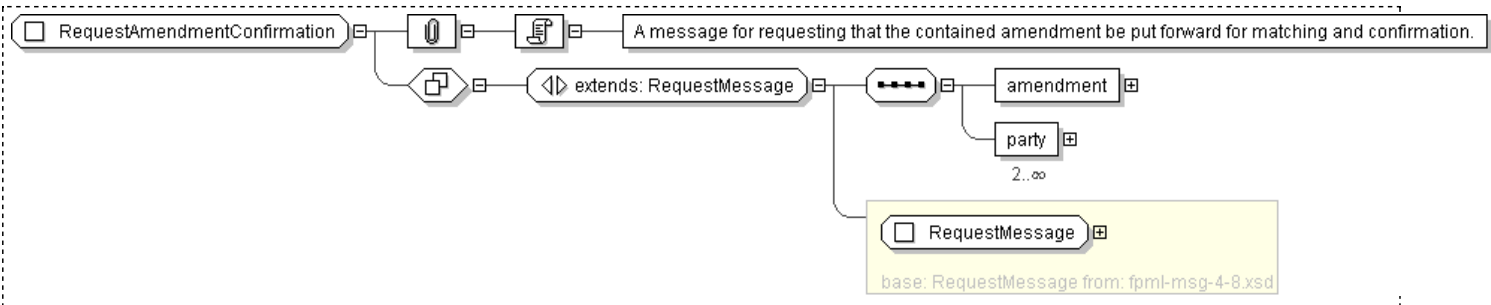 RequestAmendmentConfirmation
A message for requesting that the contained amendment be put forward for matching and confirmation.
extends: RequestMessage
amendment
party
2..∞
RequestMessage
base: RequestMessage from: fpml-msg-4-8.xsd